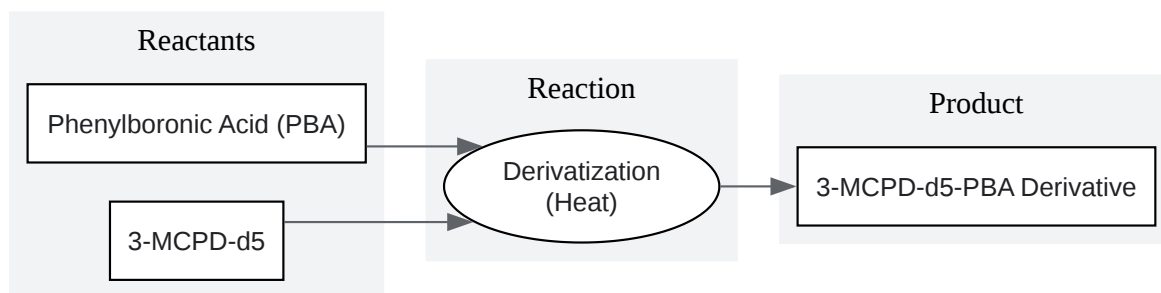 Reactants
Phenylboronic Acid (PBA)
3-MCPD-d5
Reaction
Derivatization
(Heat)
Product
3-MCPD-d5-PBA Derivative